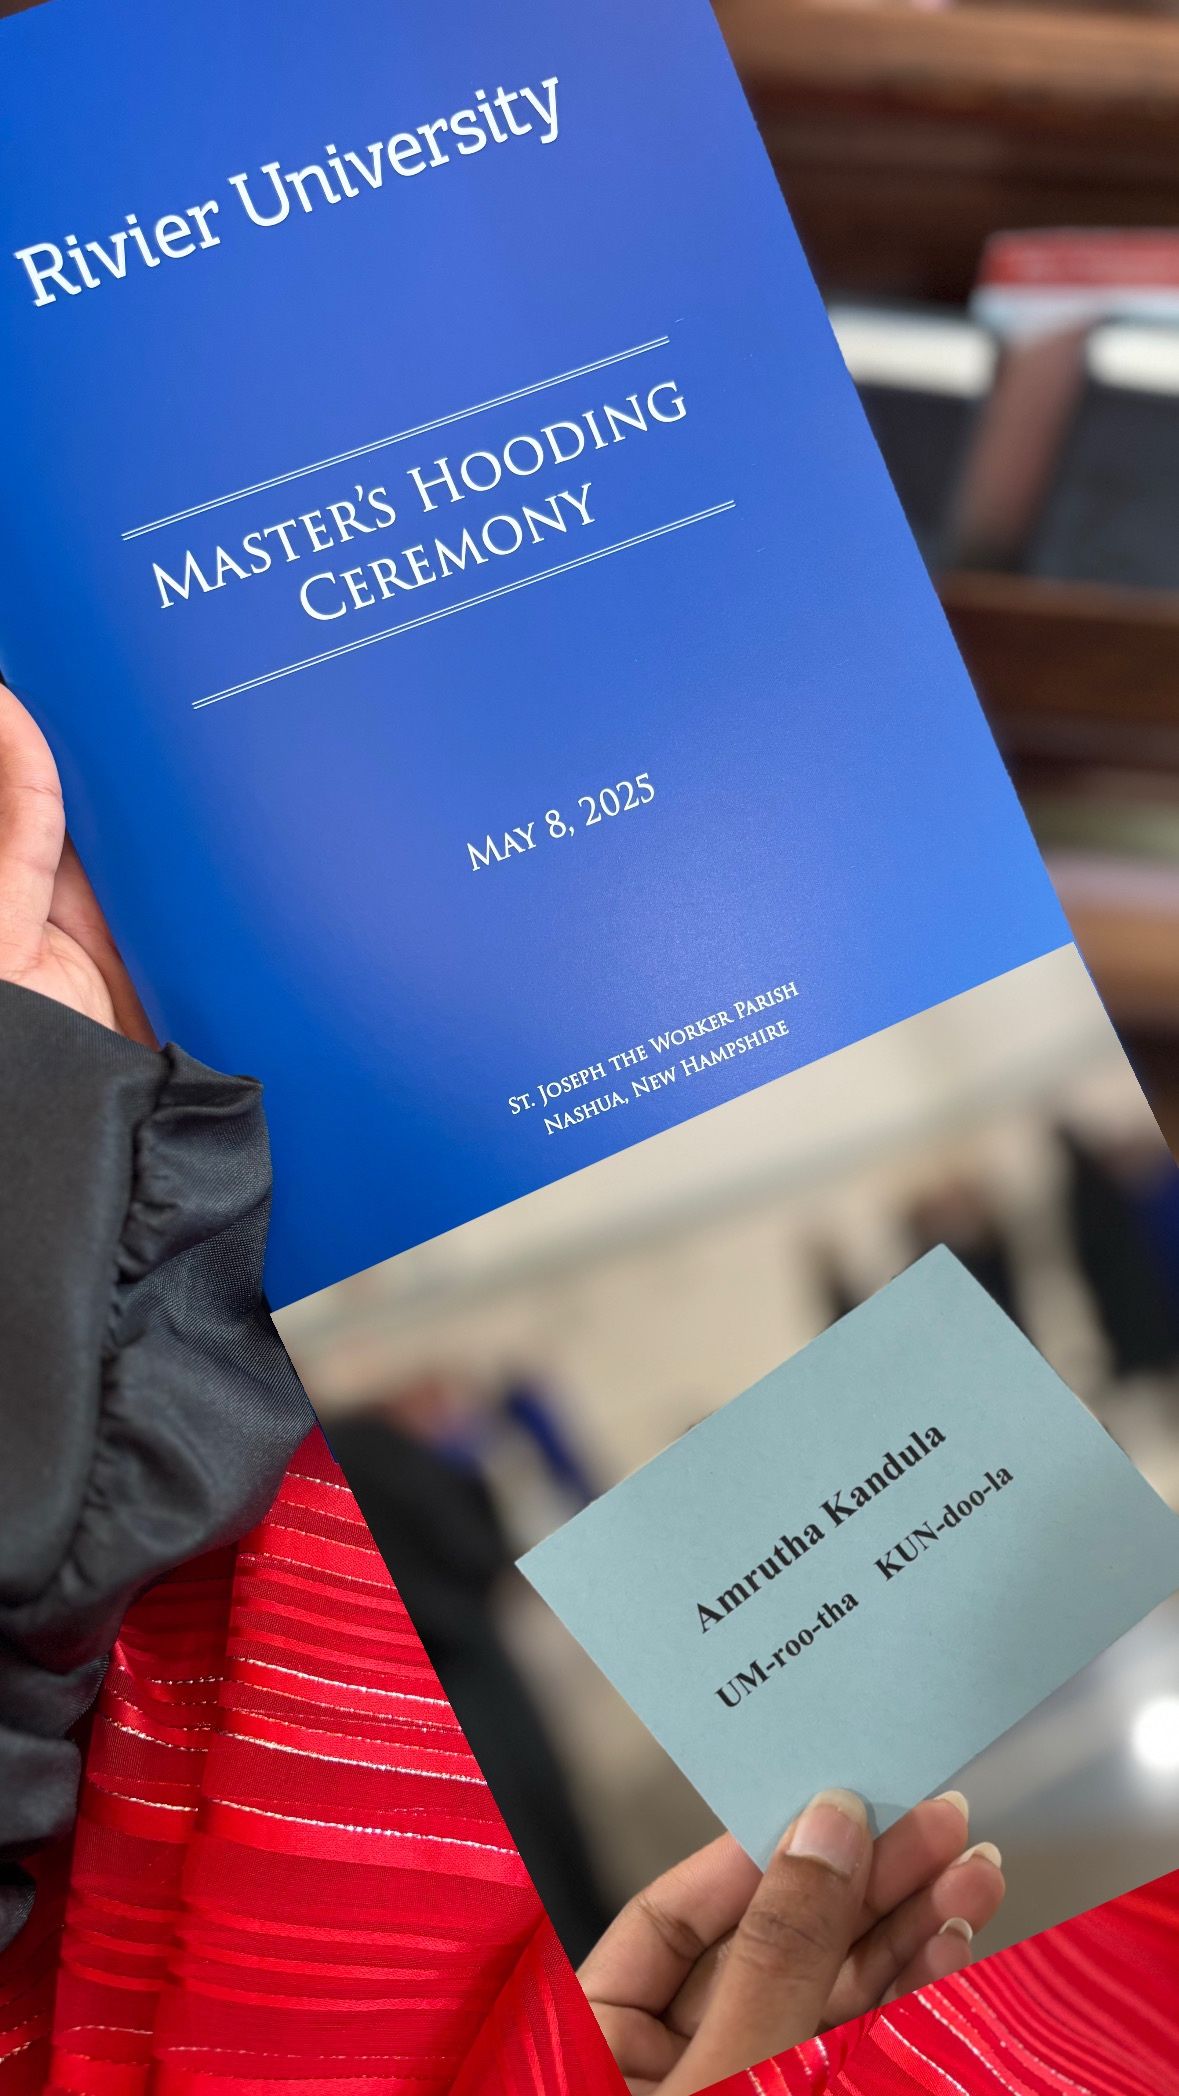 Rivier University
MASTER'S HOODING
CEREMONY
MAY 8, 2025
ST. JOSEPH THE WORKER PARISH
NASHUA, NEW HAMPSHIRE
Amrutha Kandula
UM-roo-tha KUN-doo-la